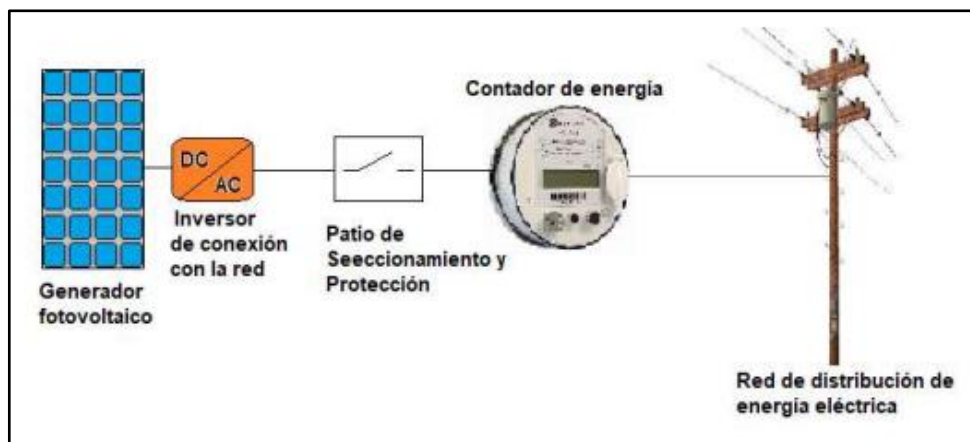 Contador de energía
DC
AC
Inversor
de conexión
con la red
Patio de
Seeccionamiento y
Protección
Generador
fotovoltaico
Red de distribución de
energía eléctrica